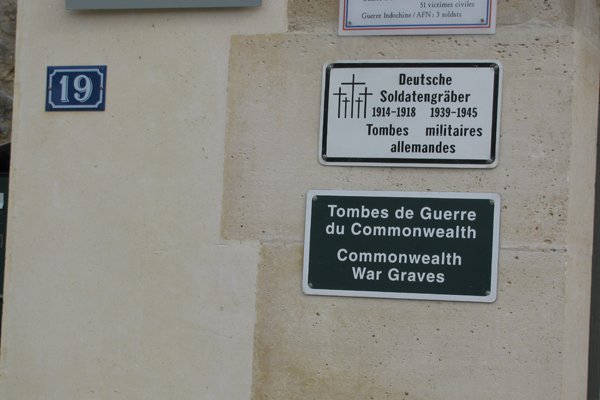 51 victimes civiles
Guerre Indochine / AFN : 3 soldats
19
Deutsche
Soldatengräber
1914-1918 1939-1945
Tombes militaires
allemandes
Tombes de Guerre
du Commonwealth
Commonwealth
War Graves